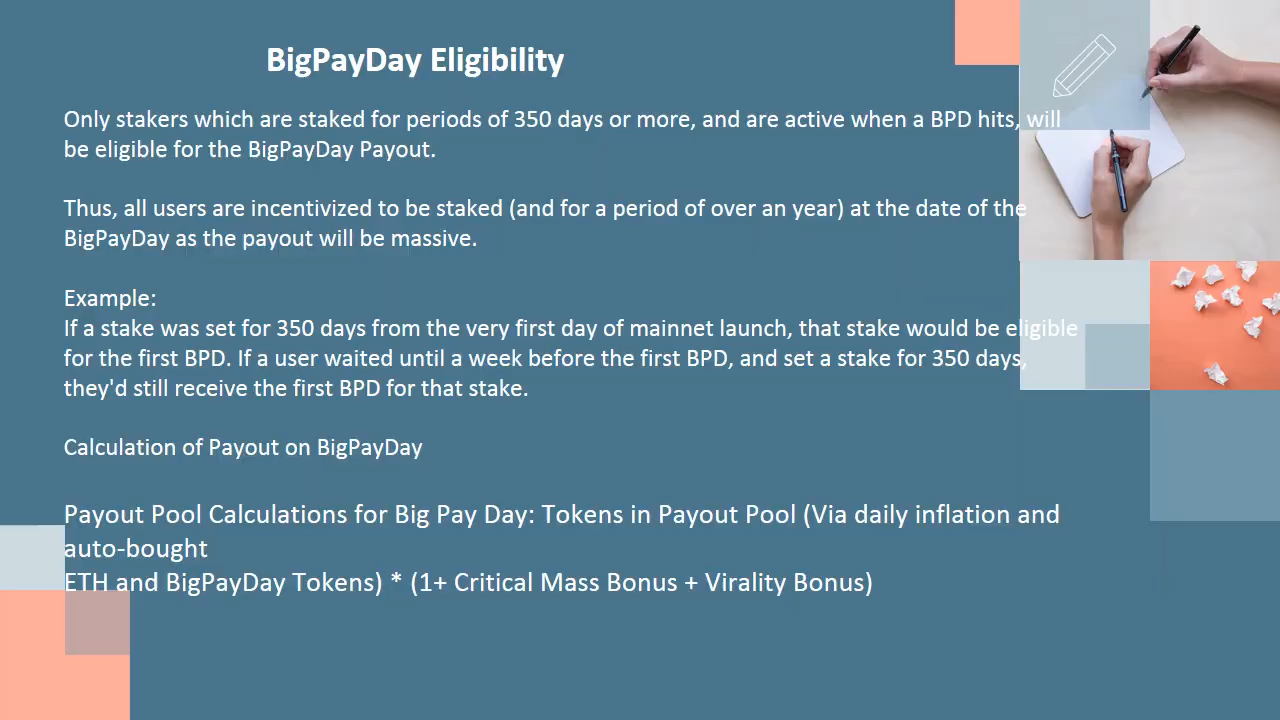 BigPayDay Eligibility
Only stakers which are staked for periods of 350 days or more, and are active when a BPD hits, will
be eligible for the BigPayDay Payout.
Thus, all users are incentivized to be staked (and for a period of over an year) at the date of the
BigPayDay as the payout will be massive.
Example:
If a stake was set for 350 days from the very first day of mainnet launch, that stake would be eligible
for the first BPD. If a user waited until a week before the first BPD, and set a stake for 350 days,
they'd still receive the first BPD for that stake.
Calculation of Payout on BigPayDay
Payout Pool Calculations for Big Pay Day: Tokens in Payout Pool (Via daily inflation and
auto-bought
ETH and BigPayDay Tokens) * (1+ Critical Mass Bonus + Virality Bonus)